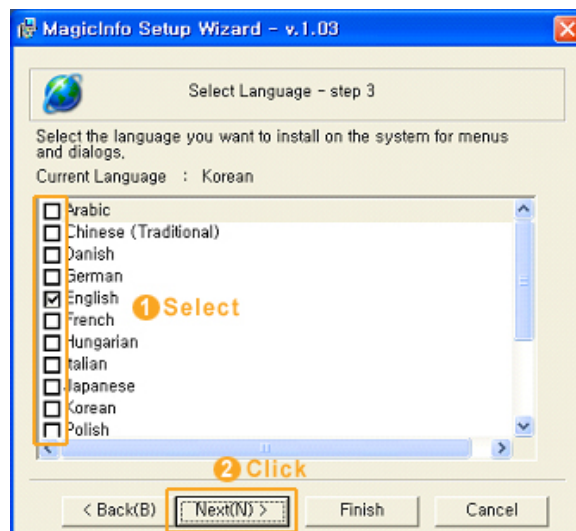 MagicInfo Setup Wizard - v.1.03
Select Language - step 3
Select the language you want to install on the system for menus
and dialogs.
Current Language : Korean
Arabic
Chinese (Traditional)
Danish
German
English
1 Select
French
Hungarian
Italian
Japanese
Korean
Polish
2 Click
< Back(B) Next(N) > Finish Cancel